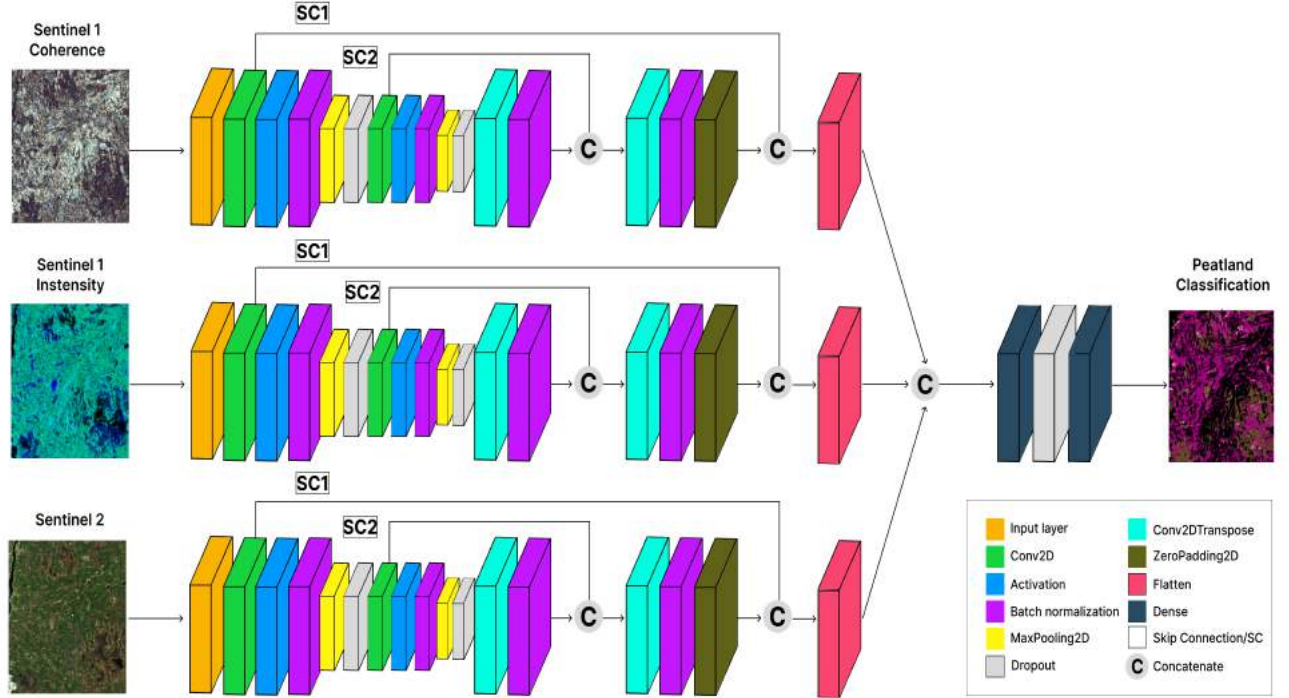 SC1
Sentinel 1
Coherence
SC2
C
C
SC1
Sentinel 1
Instensity
SC2
C
C
C
Peatland
Classification
SC1
Sentinel 2
SC2
C
C
Input layer
Conv2D
Activation
Batch normalization
MaxPooling2D
Dropout
Conv2DTranspose
ZeroPadding2D
Flatten
Dense
Skip Connection/SC
C Concatenate